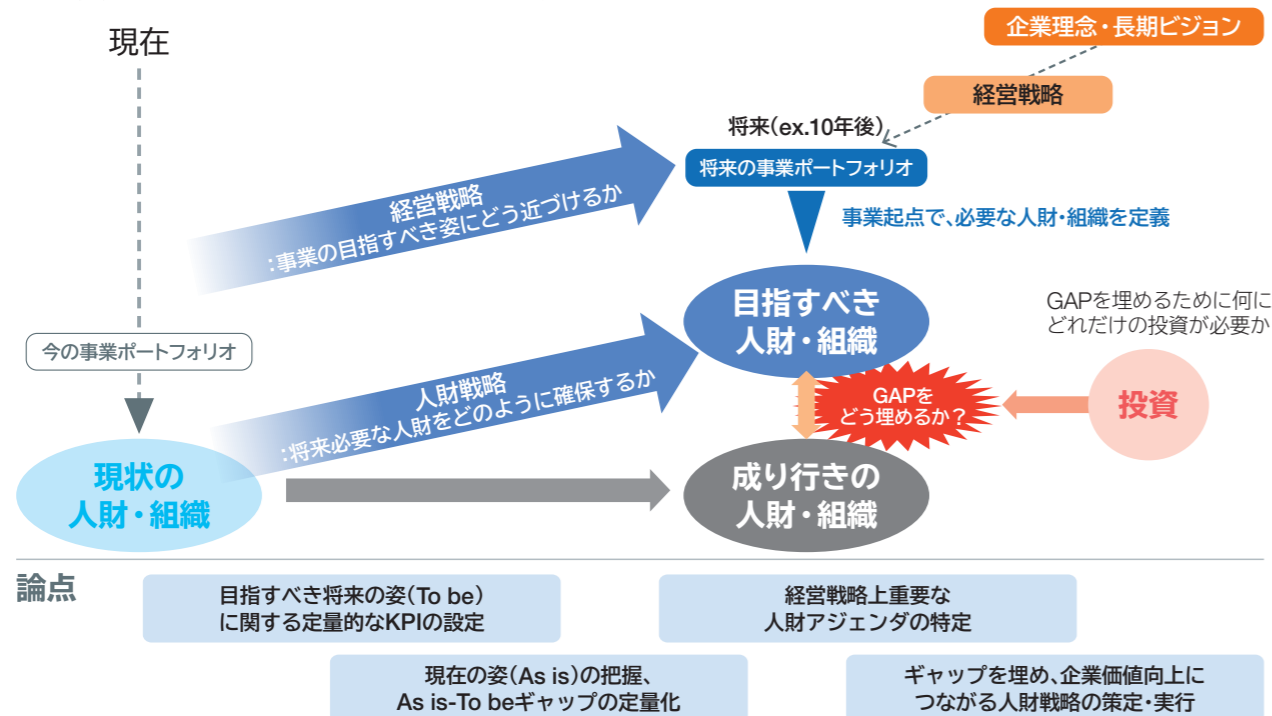 現在
企業理念・長期ビジョン
経営戦略
将来(ex.10年後)
将来の事業ポートフォリオ
経営戦略
:事業の目指すべき姿にどう近づけるか
事業起点で、必要な人財・組織を定義
目指すべき
人財・組織
GAPを埋めるために何に
どれだけの投資が必要か
今の事業ポートフォリオ
人財戦略
:将来必要な人財をどのように確保するか
GAPを
どう埋めるか?
投資
現状の
人財・組織
成り行きの
人財・組織
論点
目指すべき将来の姿(To be)
に関する定量的なKPIの設定
経営戦略上重要な
人財アジェンダの特定
現在の姿(As is)の把握、
As is-To beギャップの定量化
ギャップを埋め、企業価値向上に
つながる人財戦略の策定・実行